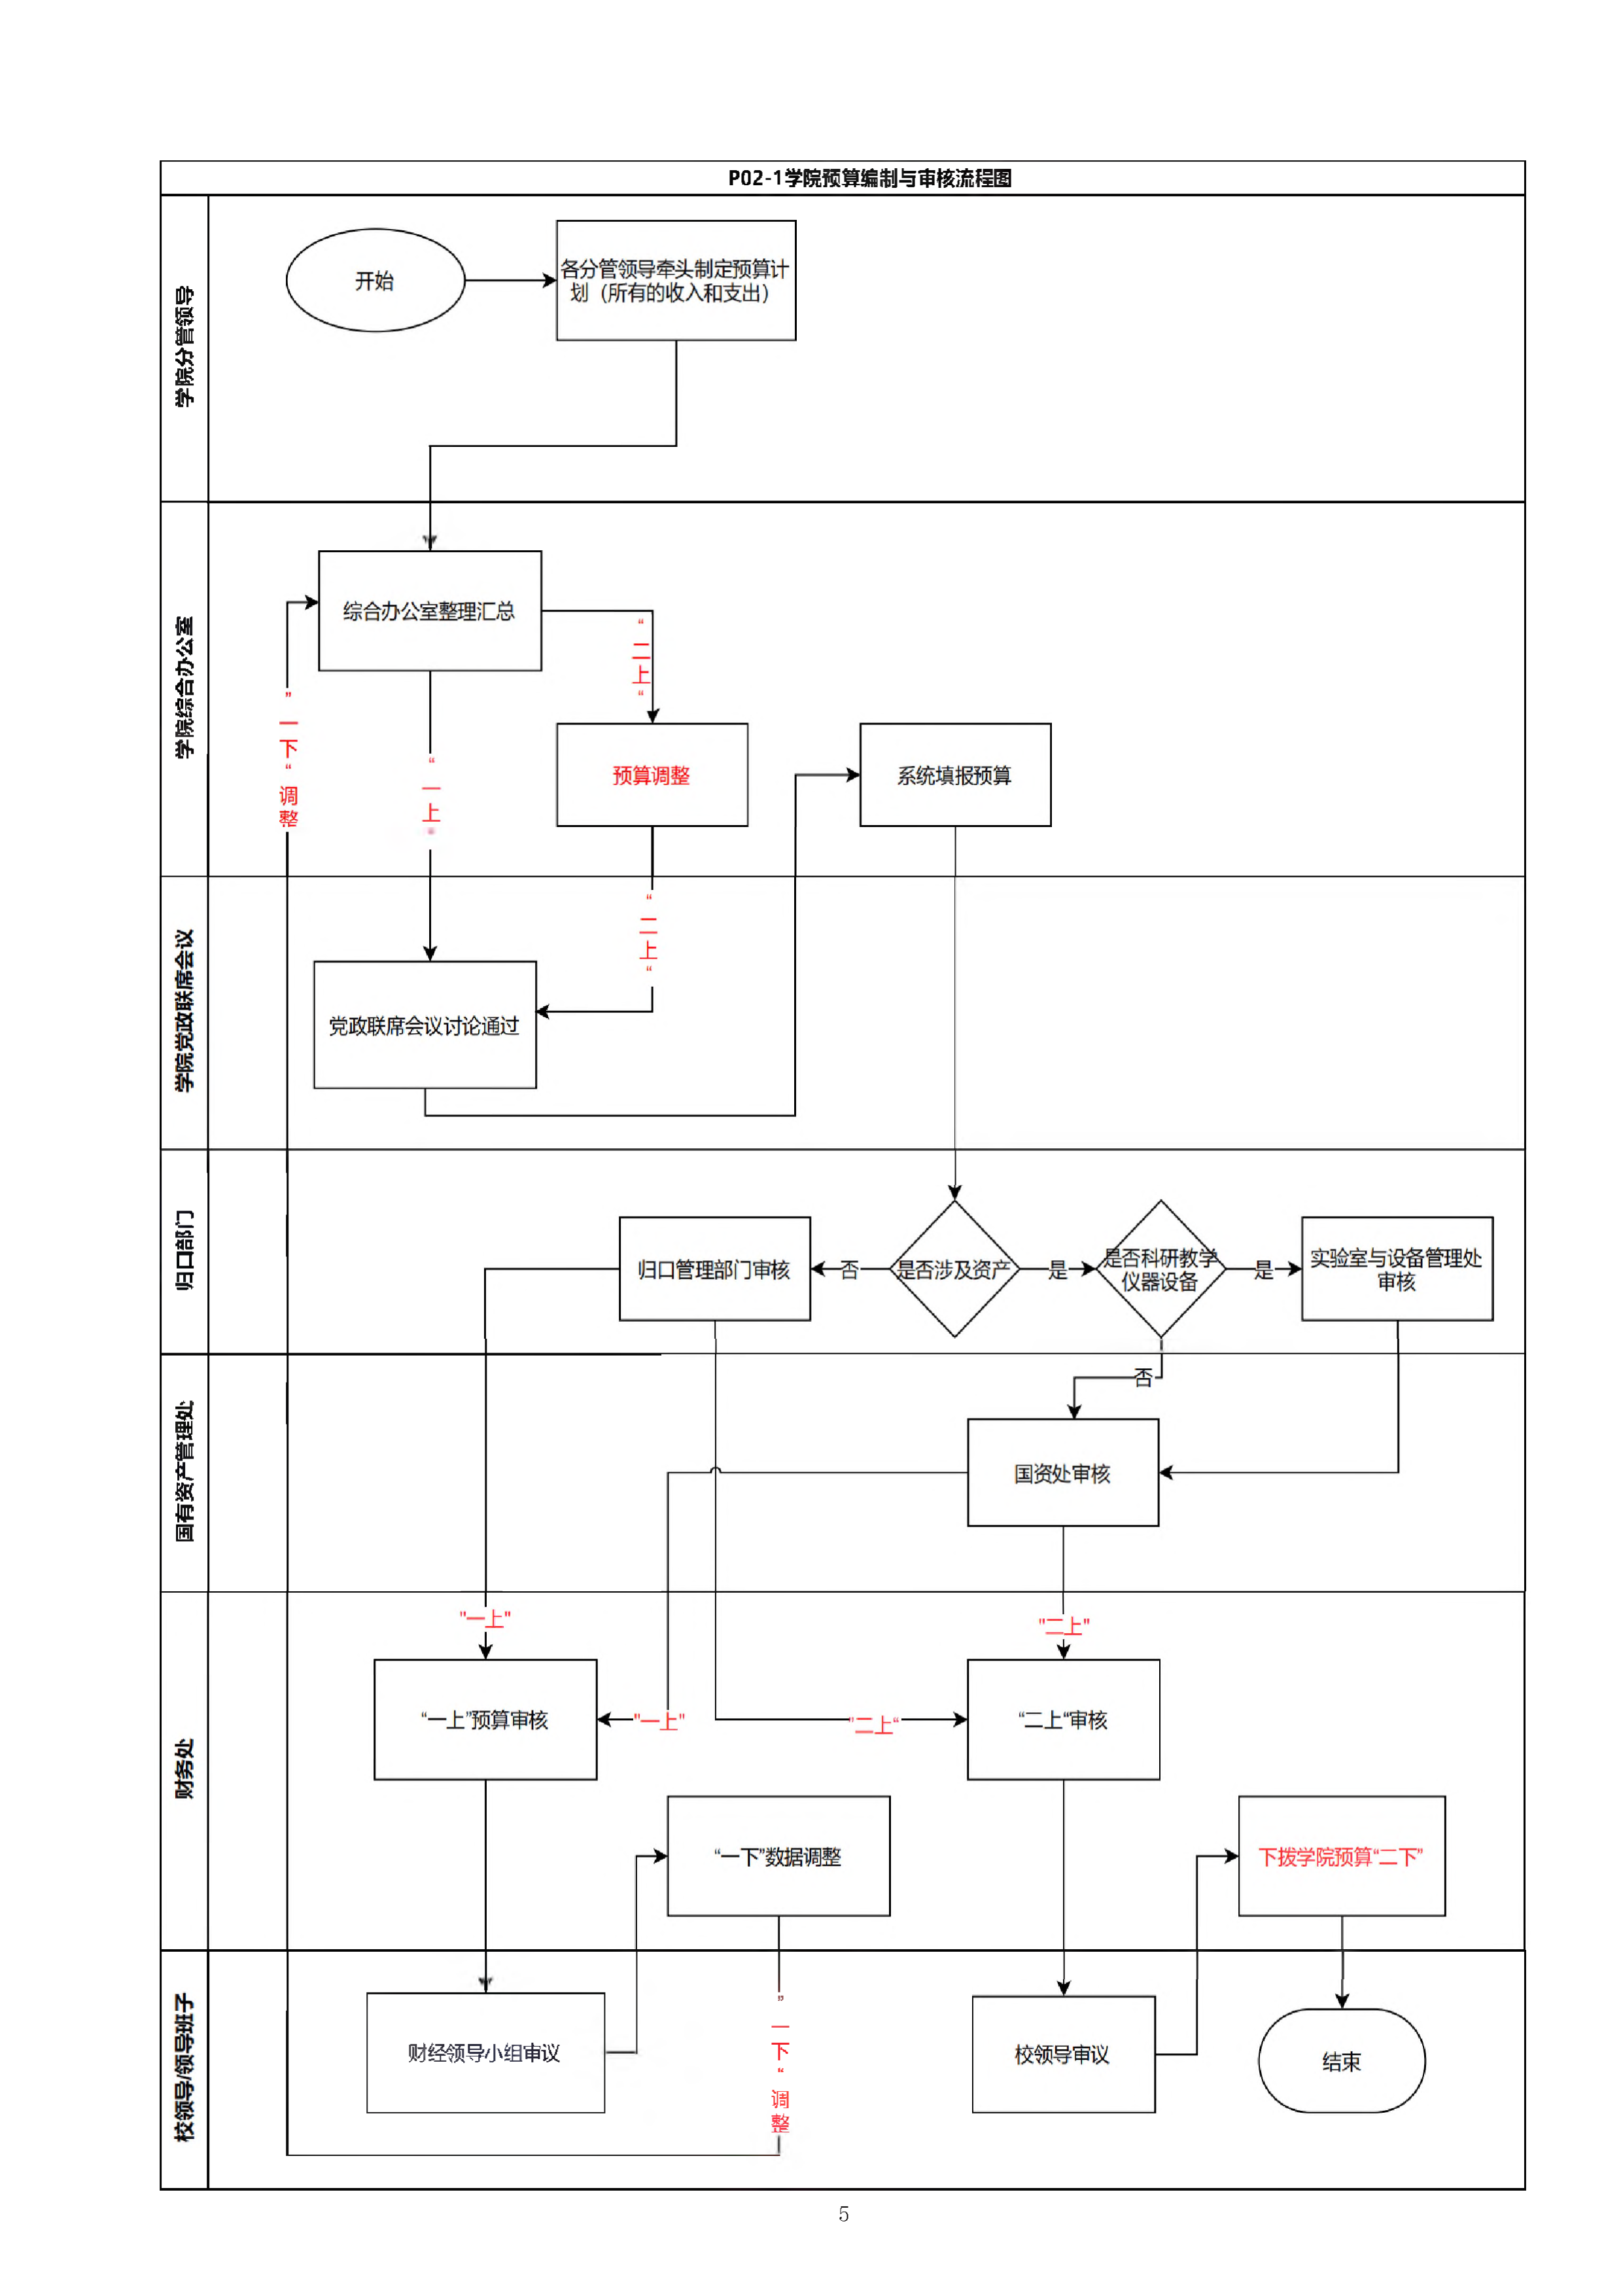 P02-1学院预算编制与审核流程图
学院分管领导
开始
各分管领导牵头制定预算计
划（所有的收入和支出）
学院综合办公室
综合办公室整理汇总
“二上“
”一下“调整
“一上“
预算调整
系统填报预算
学院党政联席会议
“二上“
党政联席会议讨论通过
归口部门
归口管理部门审核
否
是否涉及资产
是
是否科研教学
仪器设备
是
实验室与设备管理处
审核
国有资产管理处
否
国资处审核
财务处
"一上"
"二上"
“一上”预算审核
"一上"
"二上“
“二上“审核
“一下”数据调整
下拨学院预算“二下”
校领导/领导班子
财经领导小组审议
”一下“调整
校领导审议
结束
5